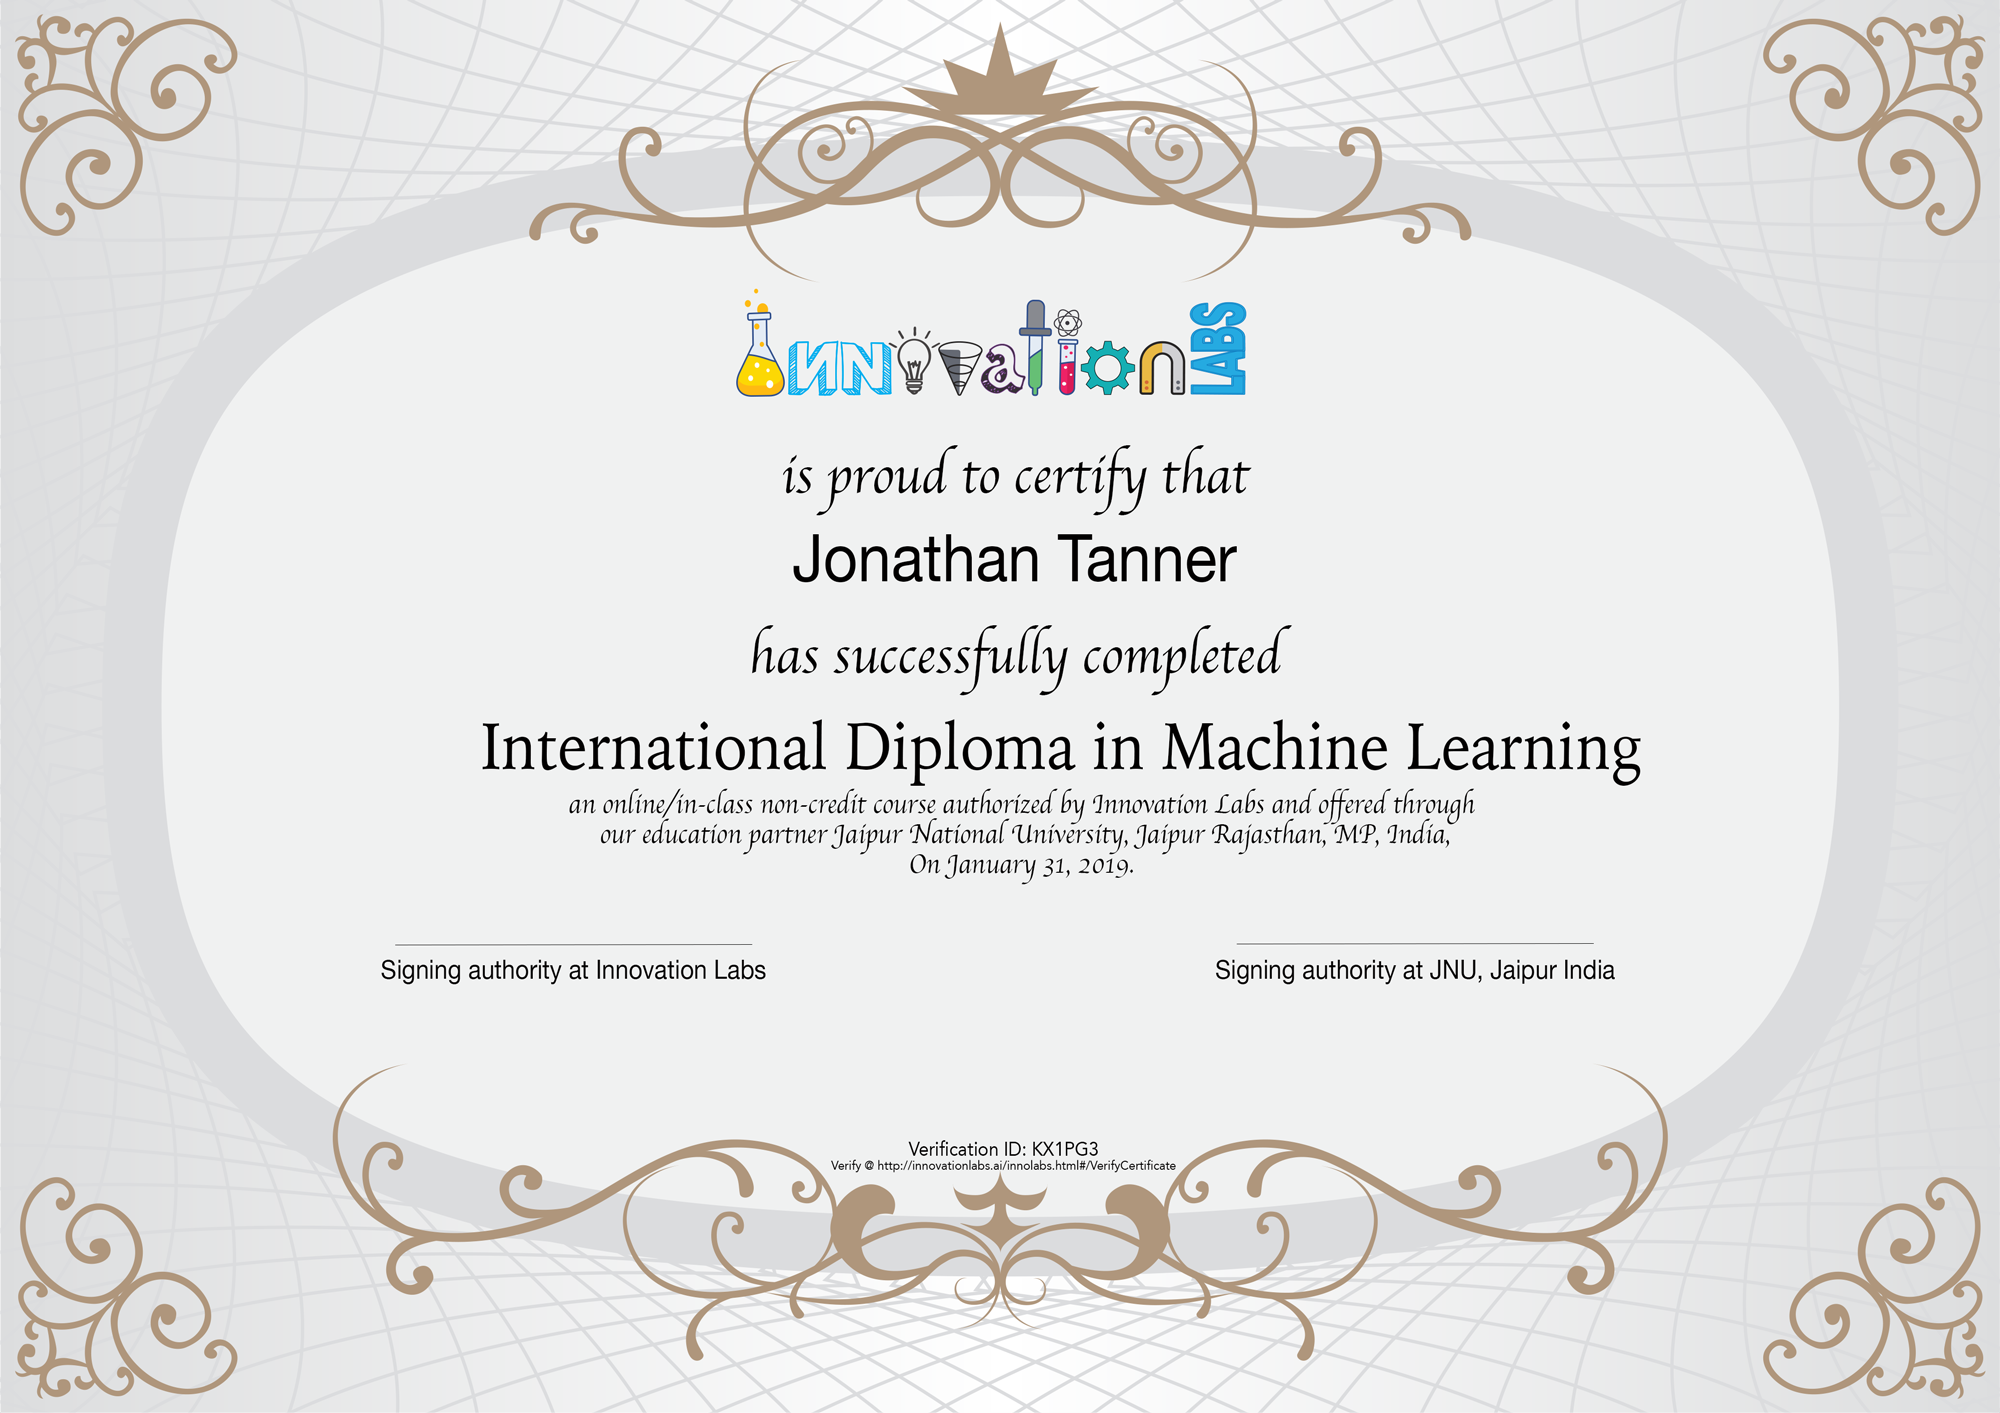 innovation LABS
is proud to certify that
Jonathan Tanner
has successfully completed
International Diploma in Machine Learning
an online/in-class non-credit course authorized by Innovation Labs and offered through
our education partner Jaipur National University, Jaipur Rajasthan, MP, India,
On January 31, 2019.
Signing authority at Innovation Labs
Signing authority at JNU, Jaipur India
Verification ID: KX1PG3
Verify @ http://innovationlabs.ai/innolabs.html#/VerifyCertificate